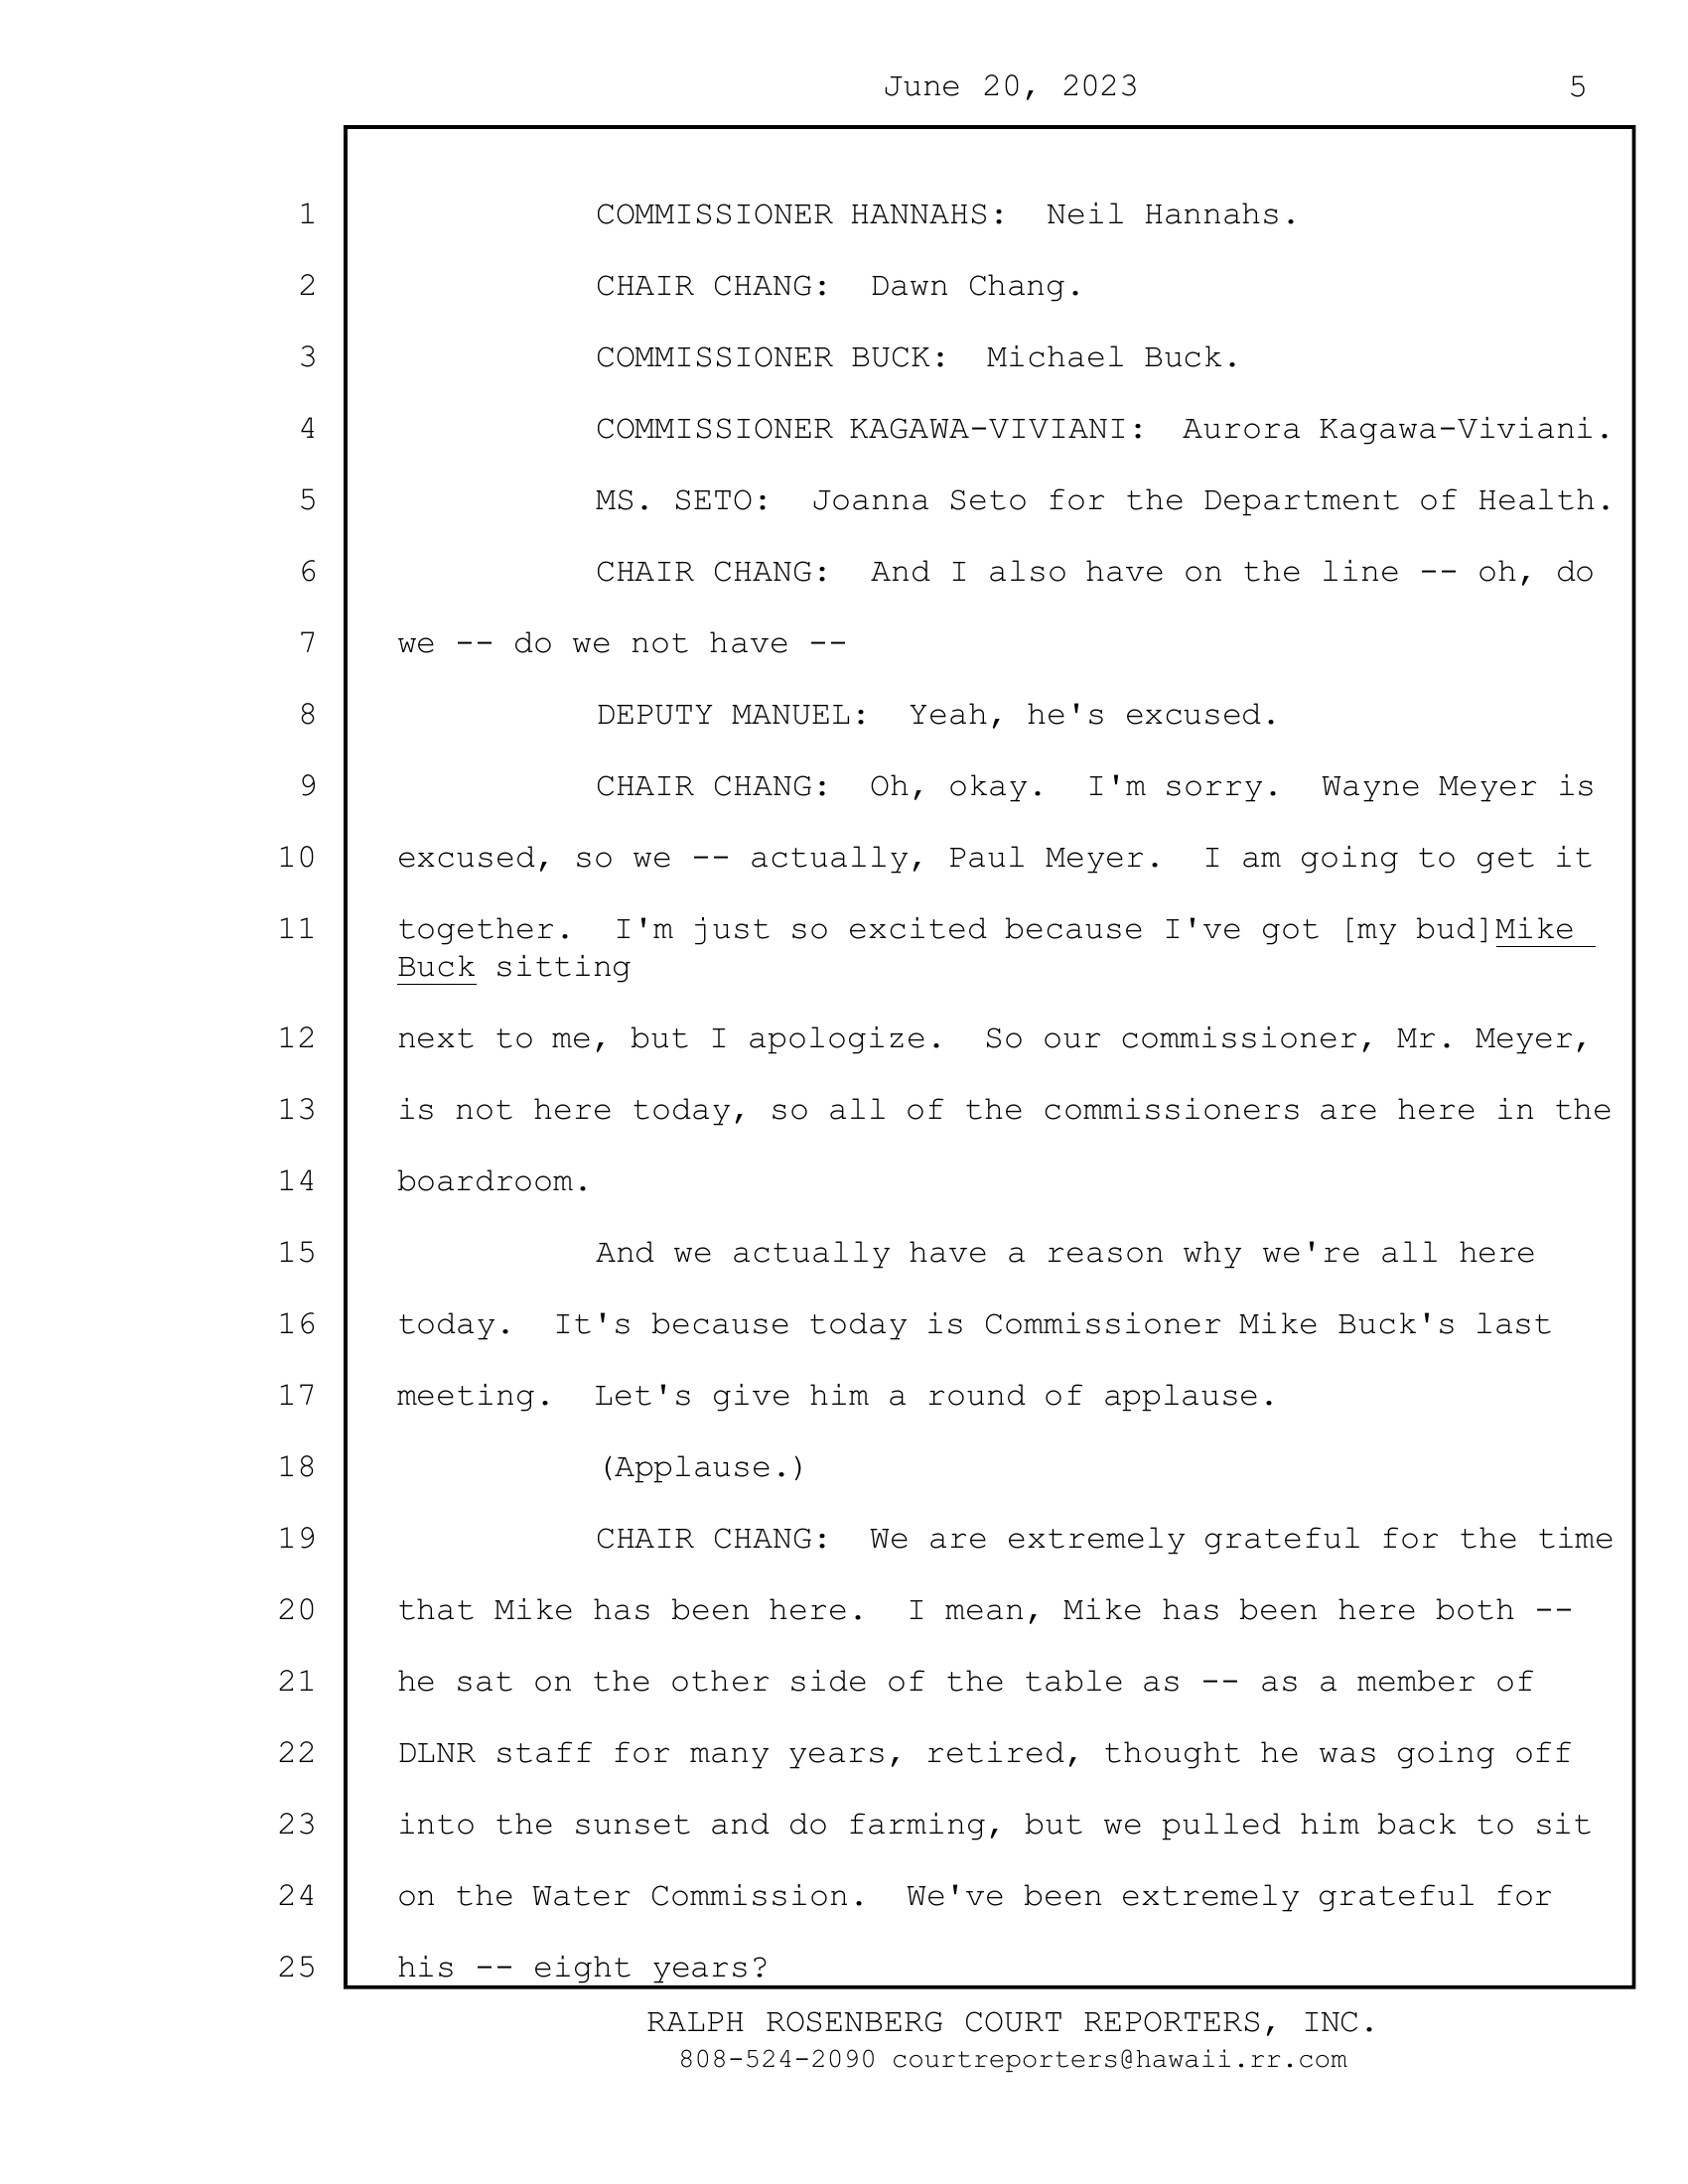 June 20, 2023 5
1 COMMISSIONER HANNAHS:  Neil Hannahs.
2 CHAIR CHANG:  Dawn Chang.
3 COMMISSIONER BUCK:  Michael Buck.
4 COMMISSIONER KAGAWA-VIVIANI:  Aurora Kagawa-Viviani.
5 MS. SETO:  Joanna Seto for the Department of Health.
6 CHAIR CHANG:  And I also have on the line -- oh, do
7 we -- do we not have --
8 DEPUTY MANUEL:  Yeah, he's excused.
9 CHAIR CHANG:  Oh, okay.  I'm sorry.  Wayne Meyer is
10 excused, so we -- actually, Paul Meyer.  I am going to get it
11 together.  I'm just so excited because I've got [my bud]Mike
Buck sitting
12 next to me, but I apologize.  So our commissioner, Mr. Meyer,
13 is not here today, so all of the commissioners are here in the
14 boardroom.
15 And we actually have a reason why we're all here
16 today.  It's because today is Commissioner Mike Buck's last
17 meeting.  Let's give him a round of applause.
18 (Applause.)
19 CHAIR CHANG:  We are extremely grateful for the time
20 that Mike has been here.  I mean, Mike has been here both --
21 he sat on the other side of the table as -- as a member of
22 DLNR staff for many years, retired, thought he was going off
23 into the sunset and do farming, but we pulled him back to sit
24 on the Water Commission.  We've been extremely grateful for
25 his -- eight years?
RALPH ROSENBERG COURT REPORTERS, INC.
808-524-2090 courtreporters@hawaii.rr.com